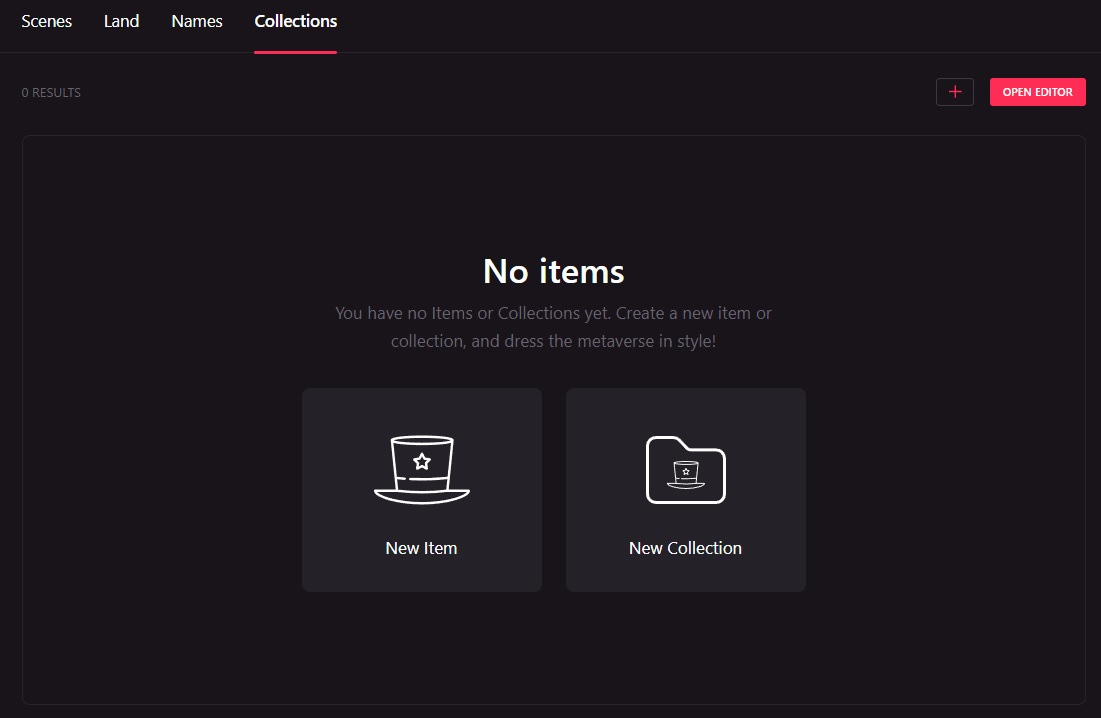 Scenes Land Names Collections
0 RESULTS
OPEN EDITOR
No items
You have no Items or Collections yet. Create a new item or
collection, and dress the metaverse in style!
New Item
New Collection